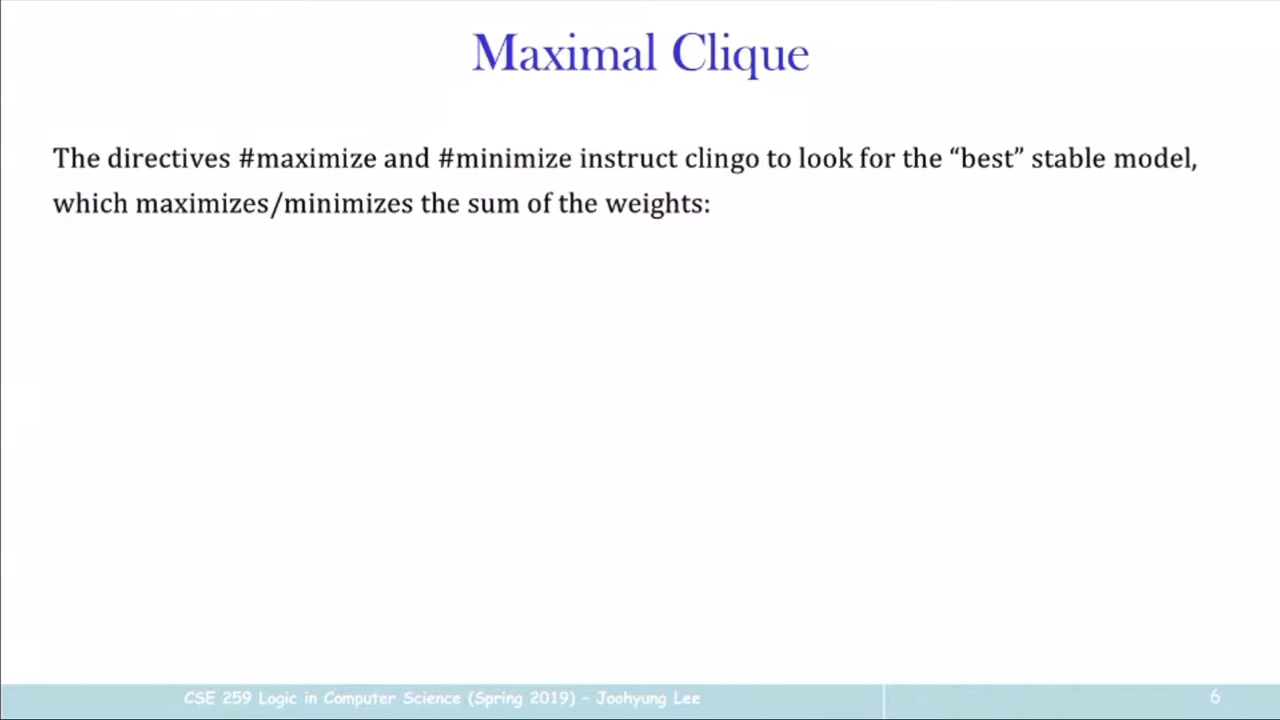 Maximal Clique
The directives #maximize and #minimize instruct clingo to look for the “best” stable model,
which maximizes/minimizes the sum of the weights:
CSE 259 Logic in Computer Science (Spring 2019) – Joohyung Lee
6